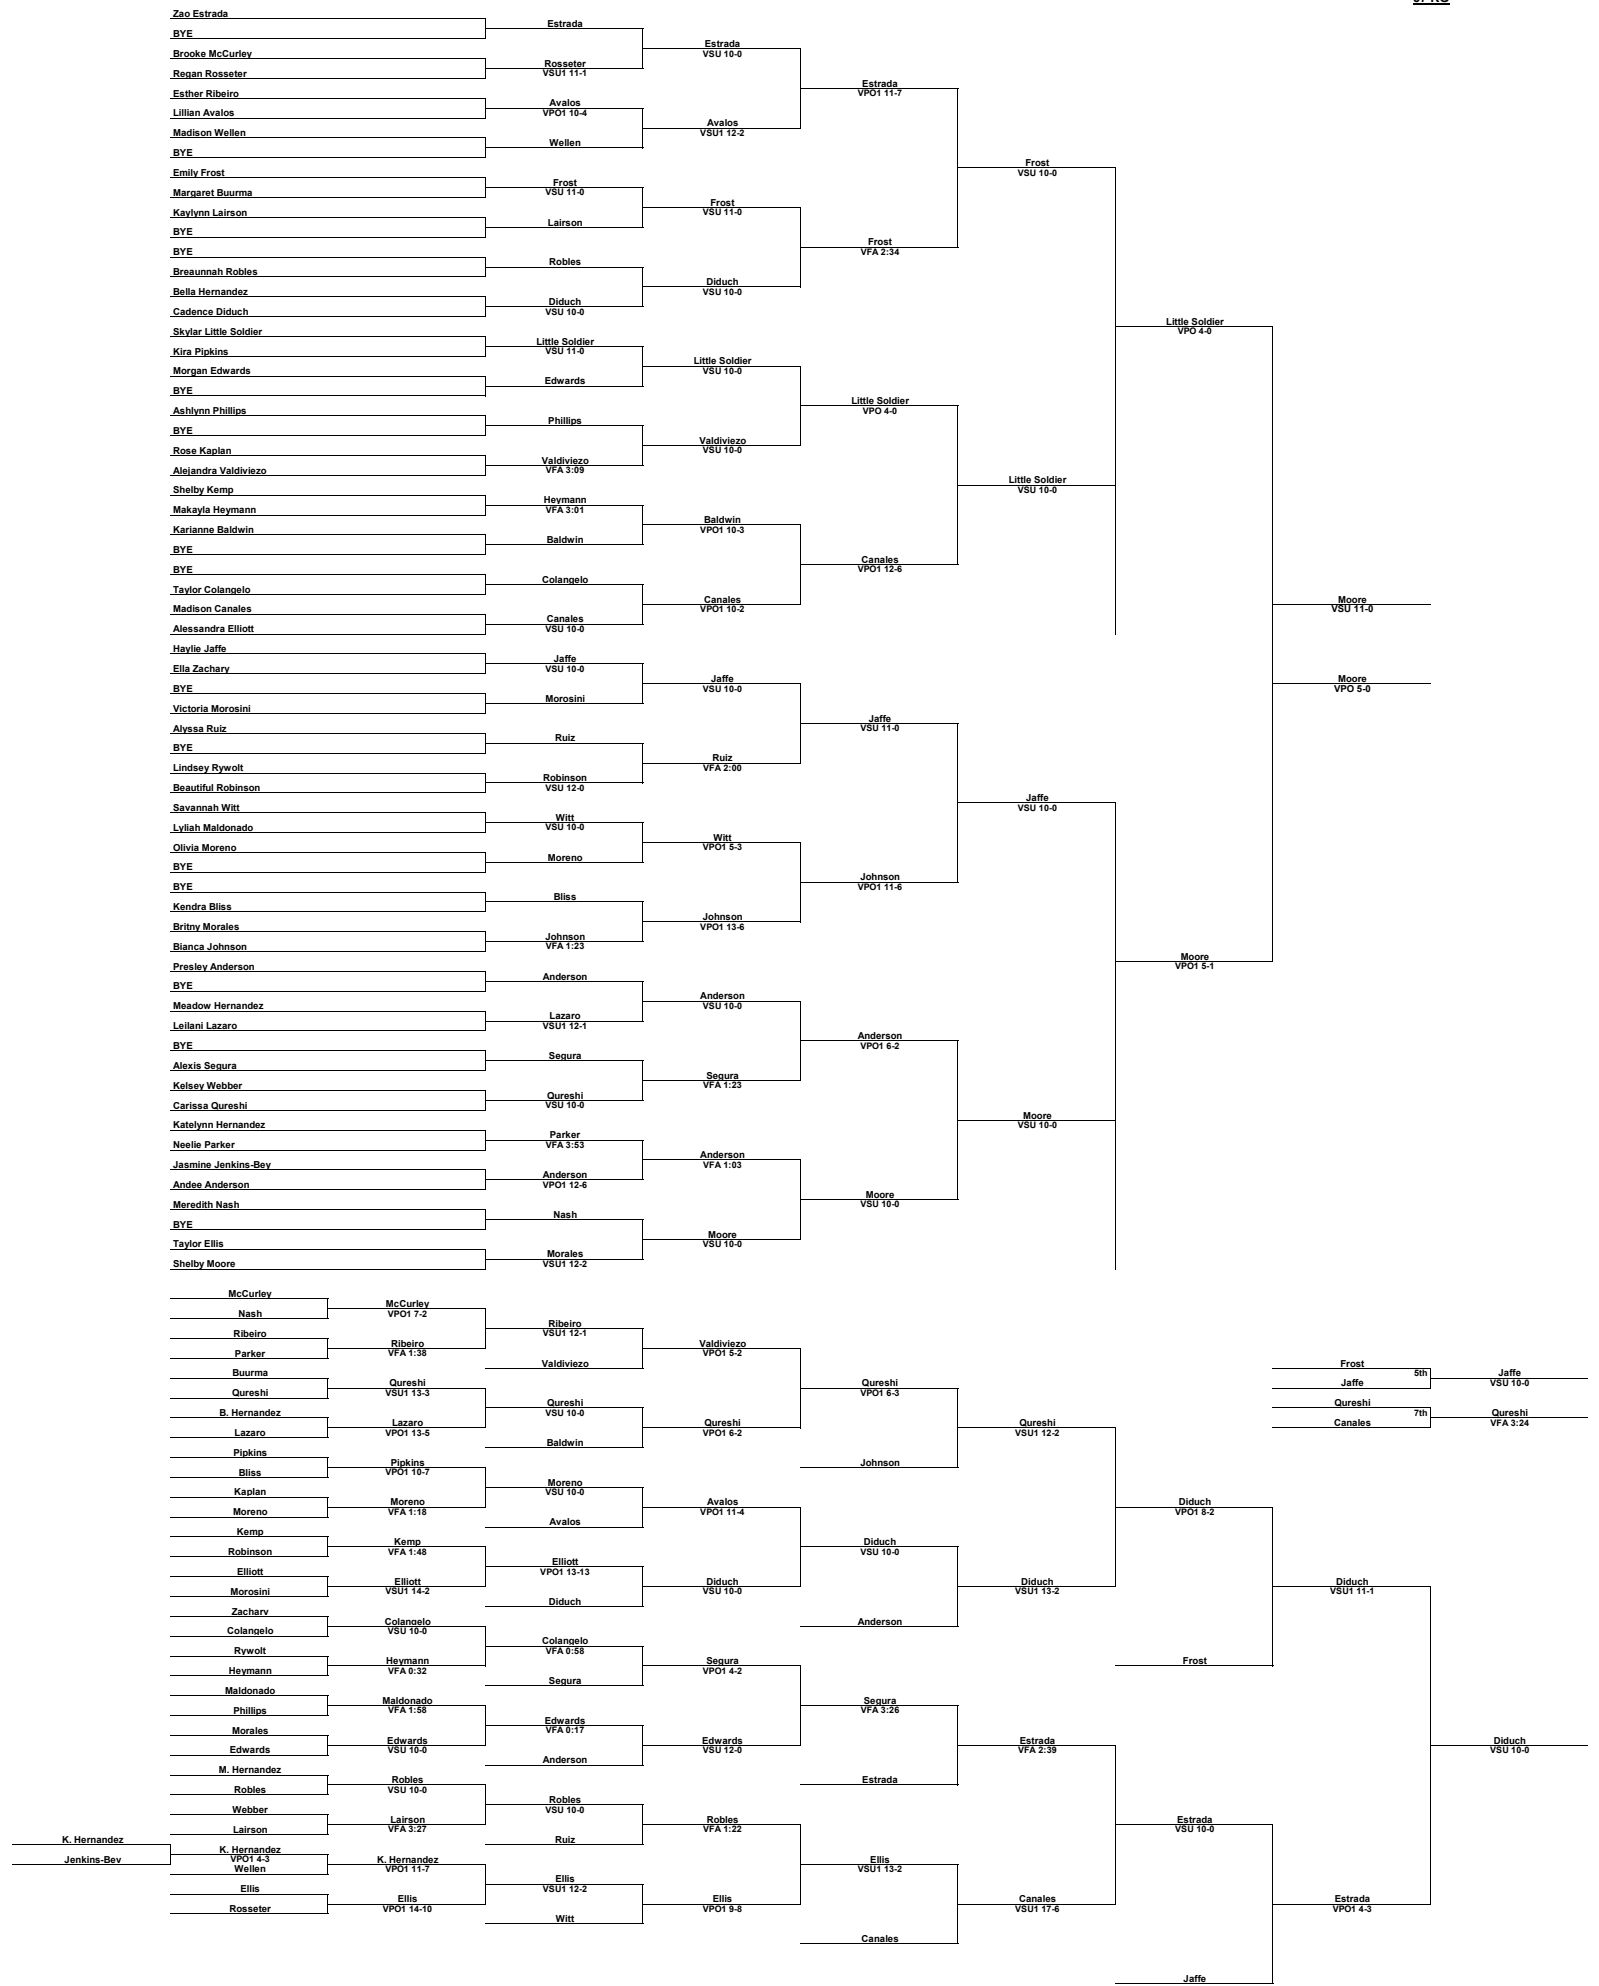 Zao Estrada
BYE
Brooke McCurley
Regan Rosseter
Esther Ribeiro
Lillian Avalos
Madison Wellen
BYE
Emily Frost
Margaret Buurma
Kaylynn Lairson
BYE
BYE
Breaunnah Robles
Bella Hernandez
Cadence Diduch
Skylar Little Soldier
Kira Pipkins
Morgan Edwards
BYE
Ashlynn Phillips
BYE
Rose Kaplan
Alejandra Valdiviezo
Shelby Kemp
Makayla Heymann
Karianne Baldwin
BYE
BYE
Taylor Colangelo
Madison Canales
Alessandra Elliott
Haylie Jaffe
Ella Zachary
BYE
Victoria Morosini
Alyssa Ruiz
BYE
Lindsey Rywolt
Beautiful Robinson
Savannah Witt
Lyliah Maldonado
Olivia Moreno
BYE
BYE
Kendra Bliss
Britny Morales
Bianca Johnson
Presley Anderson
BYE
Meadow Hernandez
Leilani Lazaro
BYE
Alexis Segura
Kelsey Webber
Carissa Qureshi
Katelynn Hernandez
Neelie Parker
Jasmine Jenkins-Bey
Andee Anderson
Meredith Nash
BYE
Taylor Ellis
Shelby Moore
Estrada
Rosseter
VSU1 11-1
Avalos
VPO1 10-4
Wellen
Frost
VSU 11-0
Lairson
Robles
Diduch
VSU 10-0
Little Soldier
VSU 11-0
Edwards
Phillips
Valdiviezo
VFA 3:09
Heymann
VFA 3:01
Baldwin
Colangelo
Canales
VSU 10-0
Jaffe
VSU 10-0
Morosini
Ruiz
Robinson
VSU 12-0
Witt
VSU 10-0
Moreno
Bliss
Johnson
VFA 1:23
Anderson
Lazaro
VSU1 12-1
Segura
Qureshi
VSU 10-0
Parker
VFA 3:53
Anderson
VPO1 12-6
Nash
Morales
VSU1 12-2
Estrada
VSU 10-0
Avalos
VSU1 12-2
Frost
VSU 11-0
Diduch
VSU 10-0
Little Soldier
VSU 10-0
Valdiviezo
VSU 10-0
Baldwin
VPO1 10-3
Canales
VPO1 10-2
Jaffe
VSU 10-0
Ruiz
VFA 2:00
Witt
VPO1 5-3
Johnson
VPO1 13-6
Anderson
VSU 10-0
Segura
VFA 1:23
Anderson
VFA 1:03
Moore
VSU 10-0
Estrada
VPO1 11-7
Frost
VFA 2:34
Little Soldier
VPO 4-0
Canales
VPO1 12-6
Jaffe
VSU 11-0
Johnson
VPO1 11-6
Anderson
VPO1 6-2
Moore
VSU 10-0
Frost
VSU 10-0
Little Soldier
VSU 10-0
Jaffe
VSU 10-0
Moore
VSU 10-0
Little Soldier
VPO 4-0
Moore
VPO1 5-1
Moore
VSU 11-0
Moore
VPO 5-0
K. Hernandez
Jenkins-Bey
McCurley
Nash
Ribeiro
Parker
Buurma
Qureshi
B. Hernandez
Lazaro
Pipkins
Bliss
Kaplan
Moreno
Kemp
Robinson
Elliott
Morosini
Zachary
Colangelo
Rywolt
Heymann
Maldonado
Phillips
Morales
Edwards
M. Hernandez
Robles
Webber
Lairson
K. Hernandez
VPO1 4-3
Wellen
Ellis
Rosseter
McCurley
VPO1 7-2
Ribeiro
VFA 1:38
Qureshi
VSU1 13-3
Lazaro
VPO1 13-5
Pipkins
VPO1 10-7
Moreno
VFA 1:18
Kemp
VFA 1:48
Elliott
VSU1 14-2
Colangelo
VSU 10-0
Heymann
VFA 0:32
Maldonado
VFA 1:58
Edwards
VSU 10-0
Robles
VSU 10-0
Lairson
VFA 3:27
K. Hernandez
VPO1 11-7
Ellis
VPO1 14-10
Ribeiro
VSU1 12-1
Valdiviezo
Qureshi
VSU 10-0
Baldwin
Moreno
VSU 10-0
Avalos
Elliott
VPO1 13-13
Diduch
Colangelo
VFA 0:58
Segura
Edwards
VFA 0:17
Anderson
Robles
VSU 10-0
Ruiz
Ellis
VSU1 12-2
Witt
Valdiviezo
VPO1 5-2
Qureshi
VPO1 6-2
Avalos
VPO1 11-4
Diduch
VSU 10-0
Segura
VPO1 4-2
Edwards
VSU 12-0
Robles
VFA 1:22
Ellis
VPO1 9-8
Qureshi
VPO1 6-3
Johnson
Diduch
VSU 10-0
Anderson
Segura
VFA 3:26
Estrada
Ellis
VSU1 13-2
Canales
Qureshi
VSU1 12-2
Diduch
VSU1 13-2
Estrada
VFA 2:39
Canales
VSU1 17-6
Diduch
VPO1 8-2
Frost
Estrada
VSU 10-0
Jaffe
Diduch
VSU1 11-1
Estrada
VPO1 4-3
Diduch
VSU 10-0
Frost
5th
Jaffe
Jaffe
VSU 10-0
Qureshi
7th
Canales
Qureshi
VFA 3:24